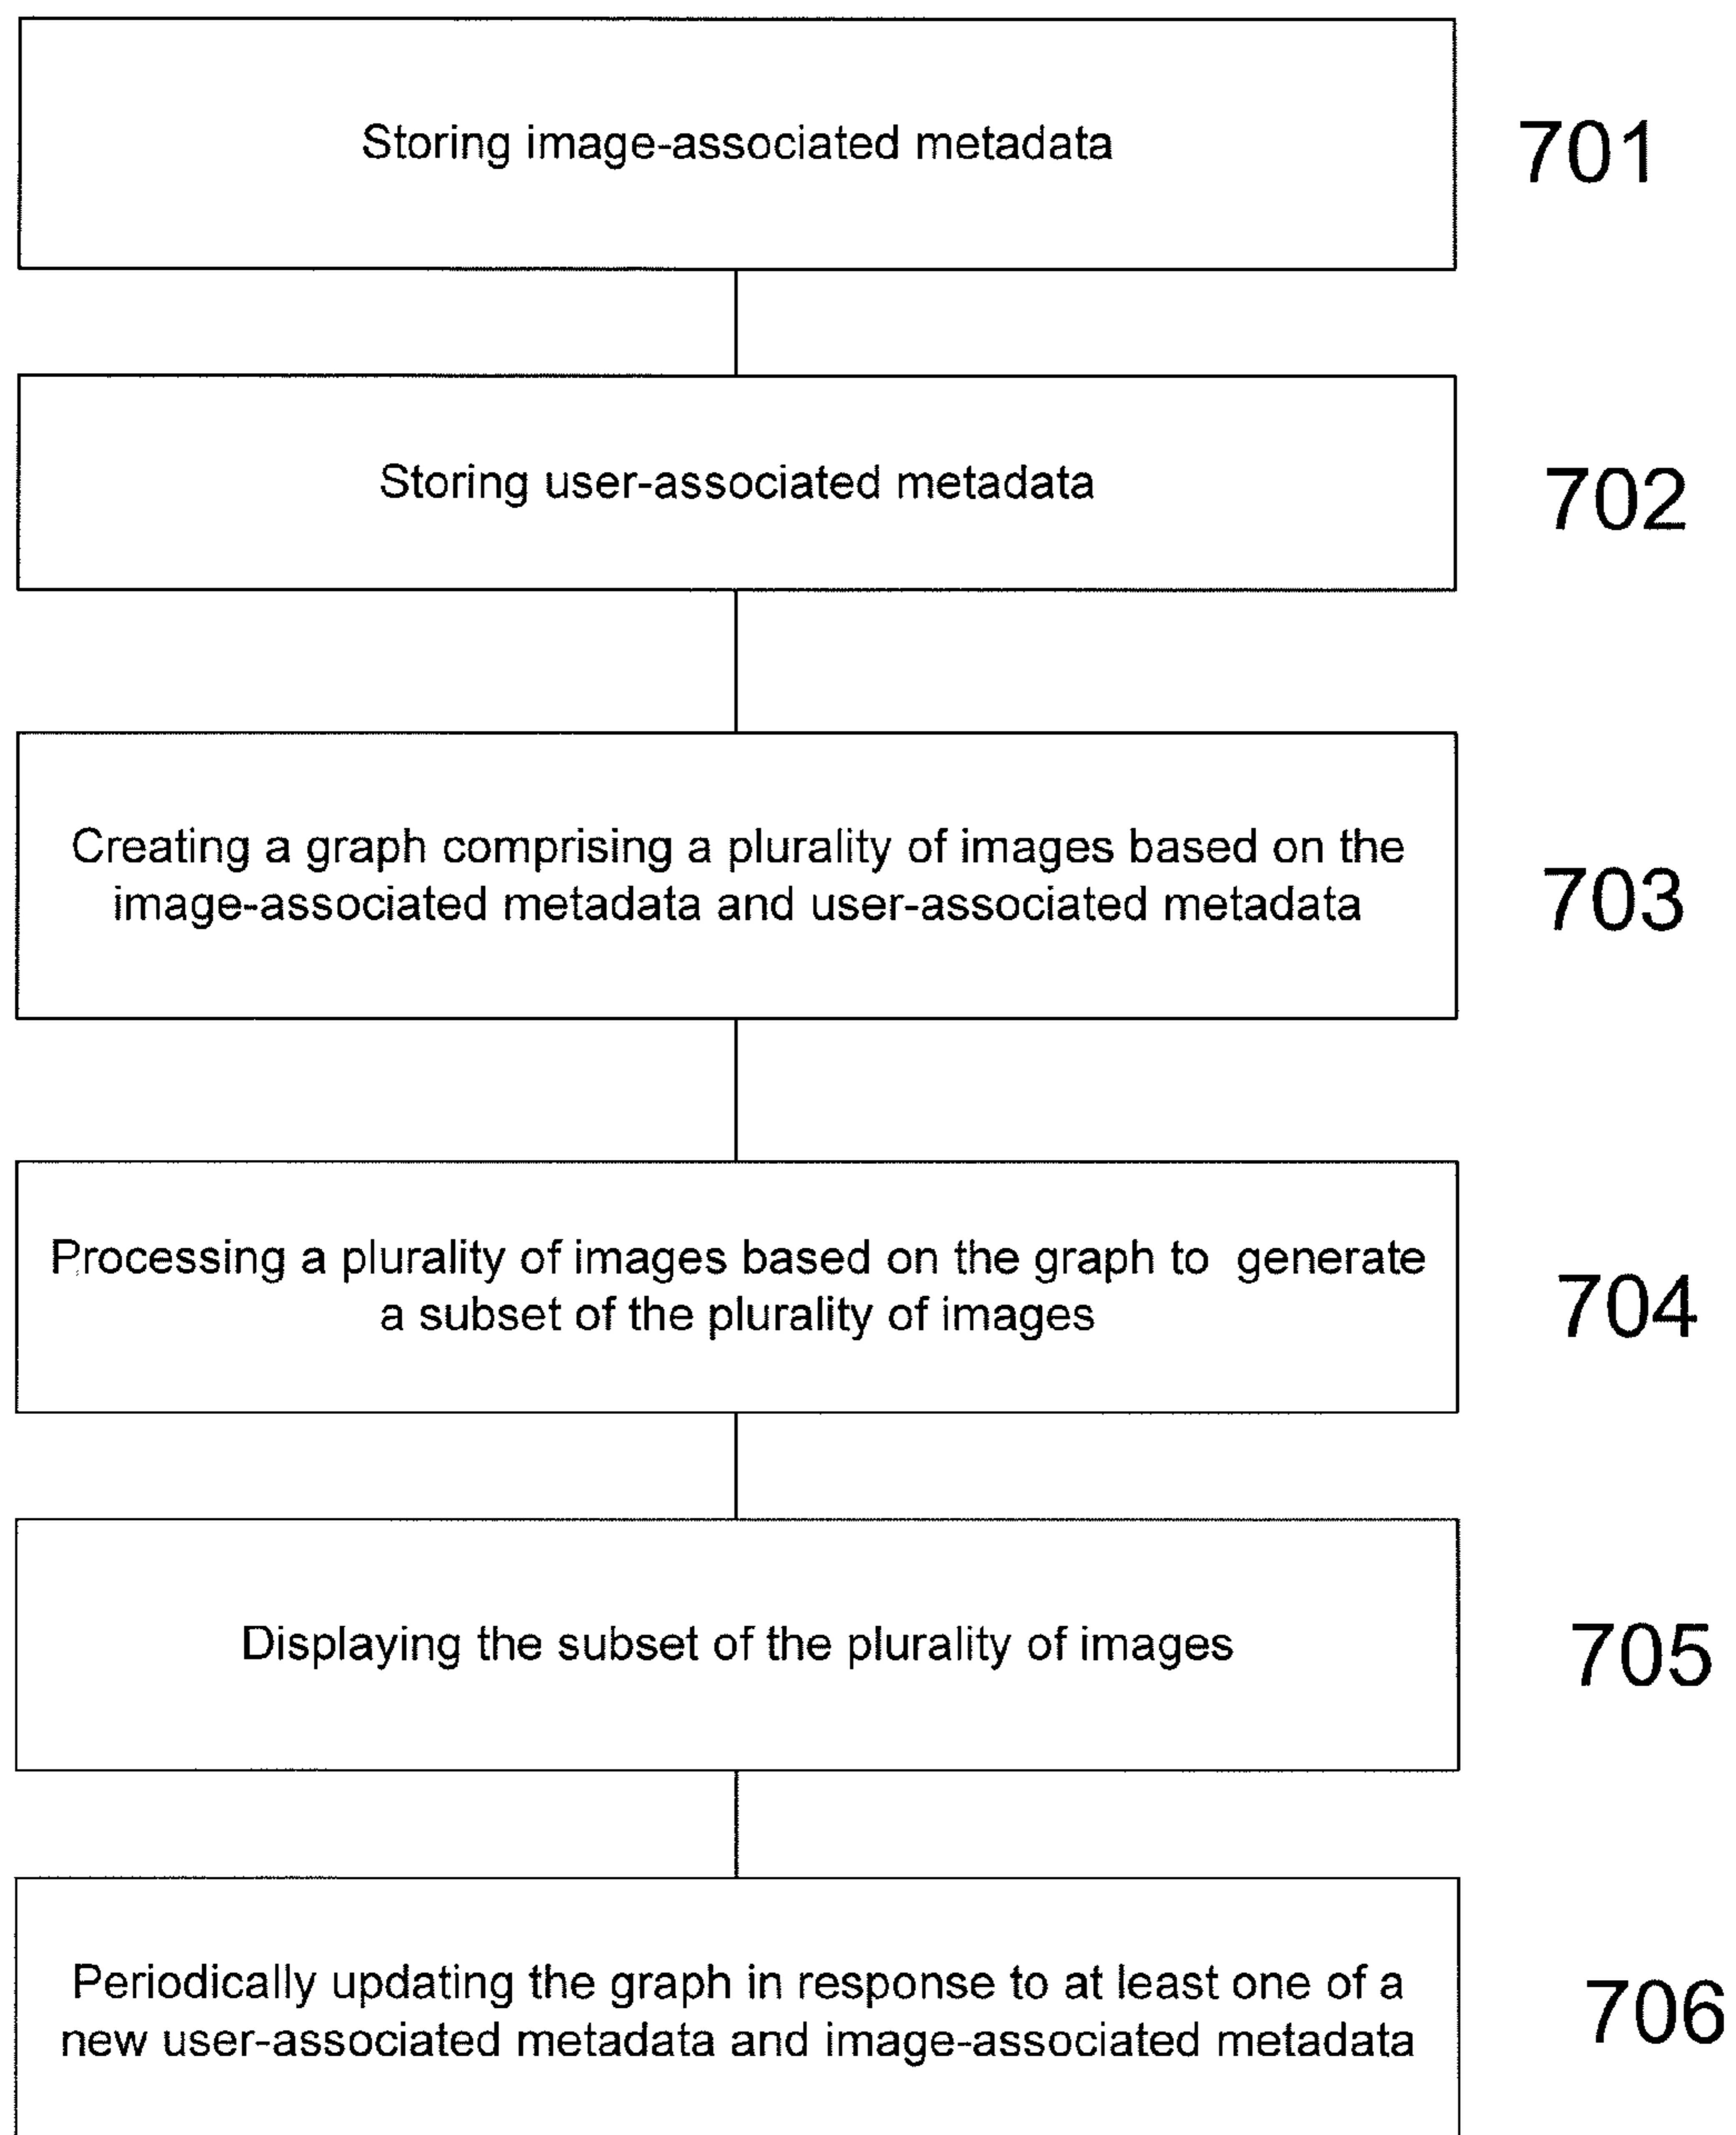 Storing image-associated metadata
701
Storing user-associated metadata
702
Creating a graph comprising a plurality of images based on the
image-associated metadata and user-associated metadata
703
Processing a plurality of images based on the graph to generate
a subset of the plurality of images
704
Displaying the subset of the plurality of images
705
Periodically updating the graph in response to at least one of a
new user-associated metadata and image-associated metadata
706